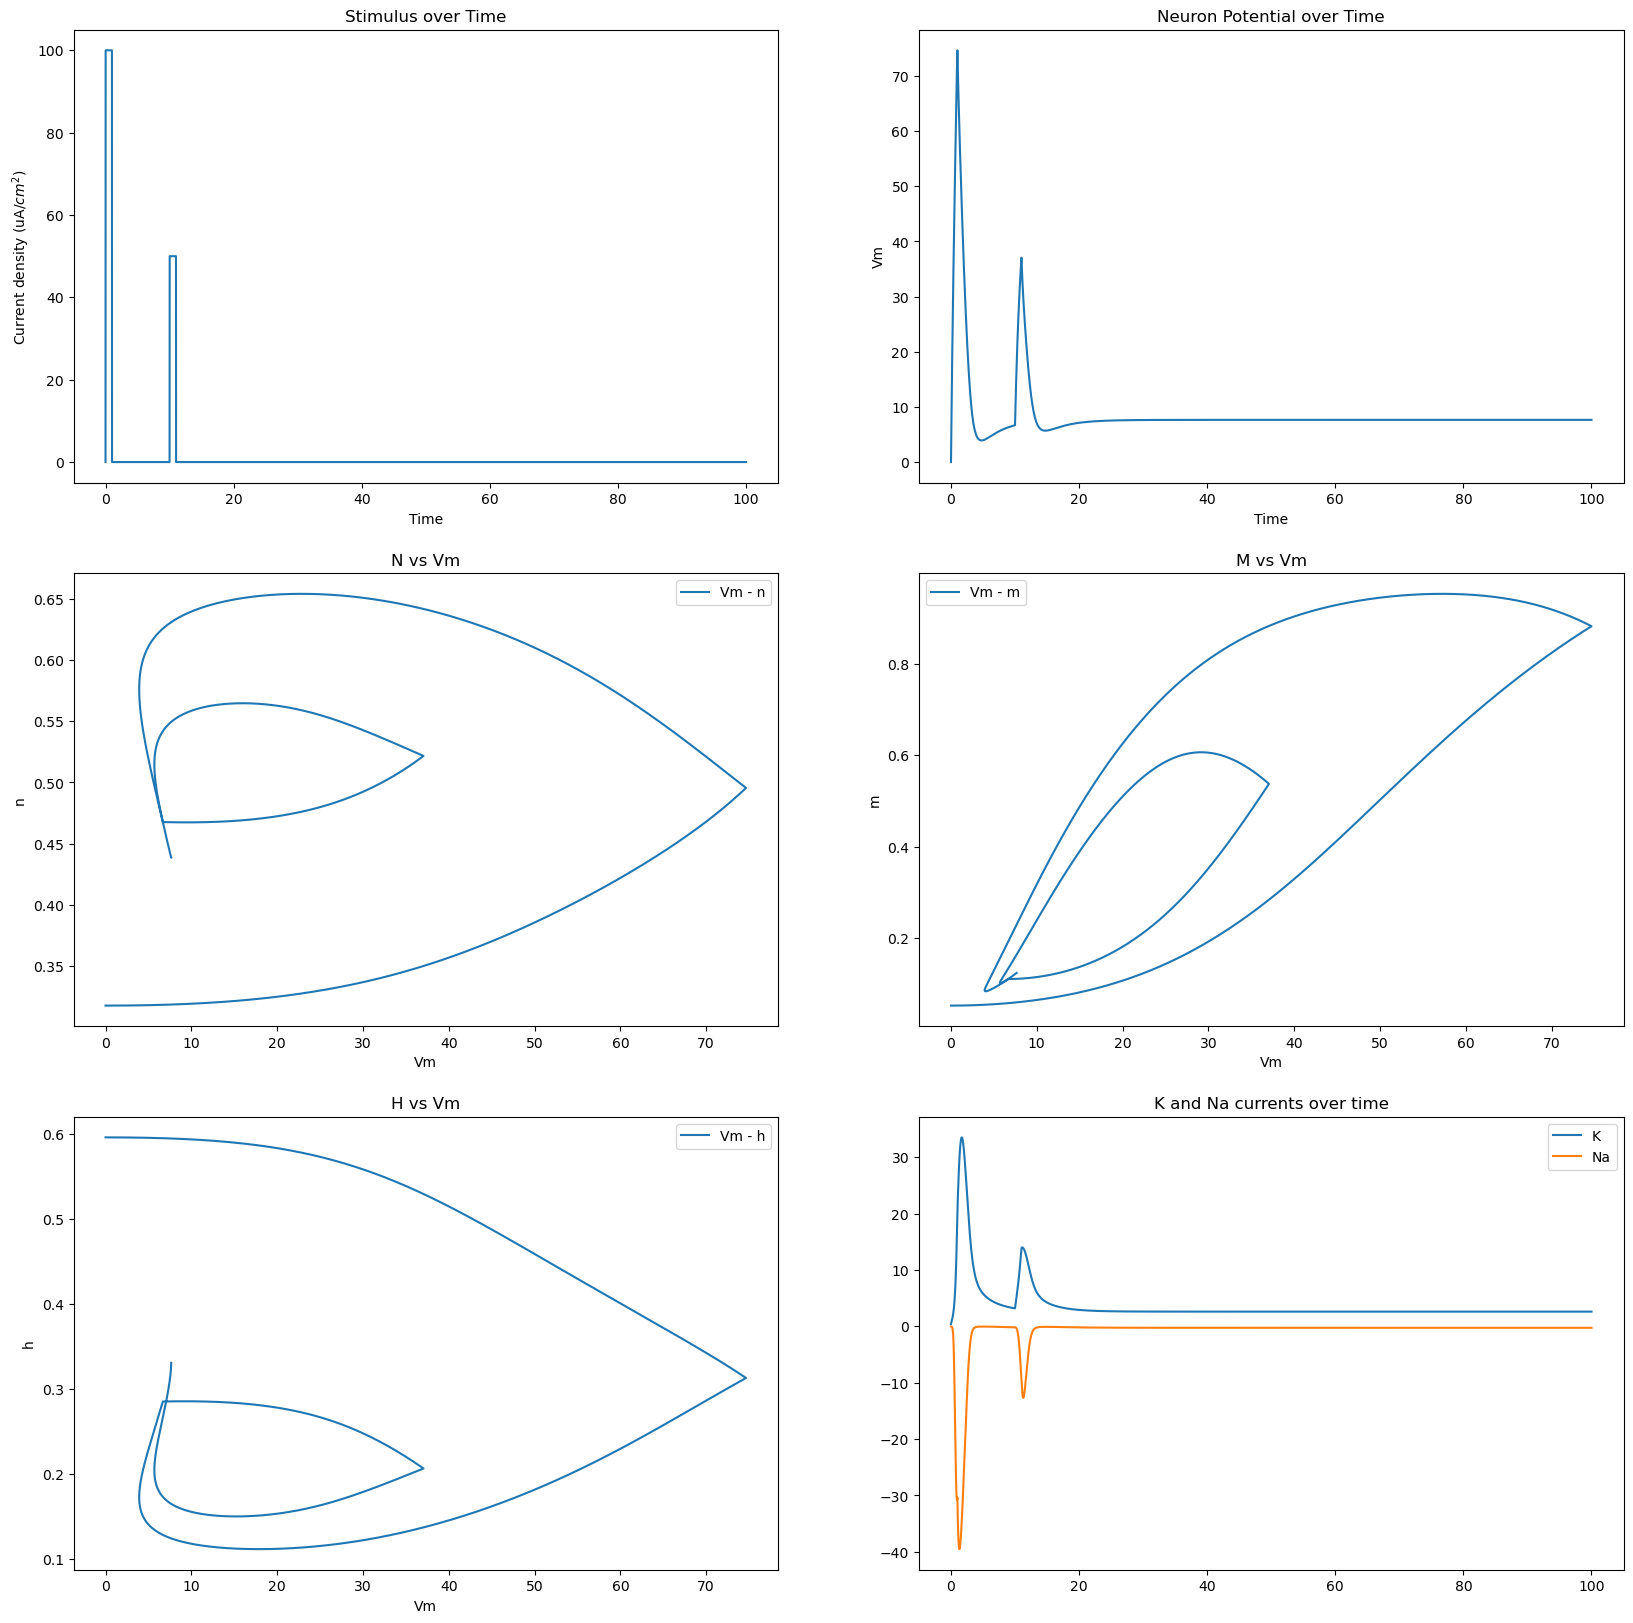 Stimulus over Time
Current density (uA/cm²)
100
80
60
40
20
0
0 20 40 60 80 100
Time
Neuron Potential over Time
Vm
70
60
50
40
30
20
10
0
0 20 40 60 80 100
Time
N vs Vm
Vm - n
n
0.65
0.60
0.55
0.50
0.45
0.40
0.35
0 10 20 30 40 50 60 70
Vm
M vs Vm
Vm - m
m
0.8
0.6
0.4
0.2
0 10 20 30 40 50 60 70
Vm
H vs Vm
Vm - h
h
0.6
0.5
0.4
0.3
0.2
0.1
0 10 20 30 40 50 60 70
Vm
K and Na currents over time
K
Na
30
20
10
0
−10
−20
−30
−40
0 20 40 60 80 100